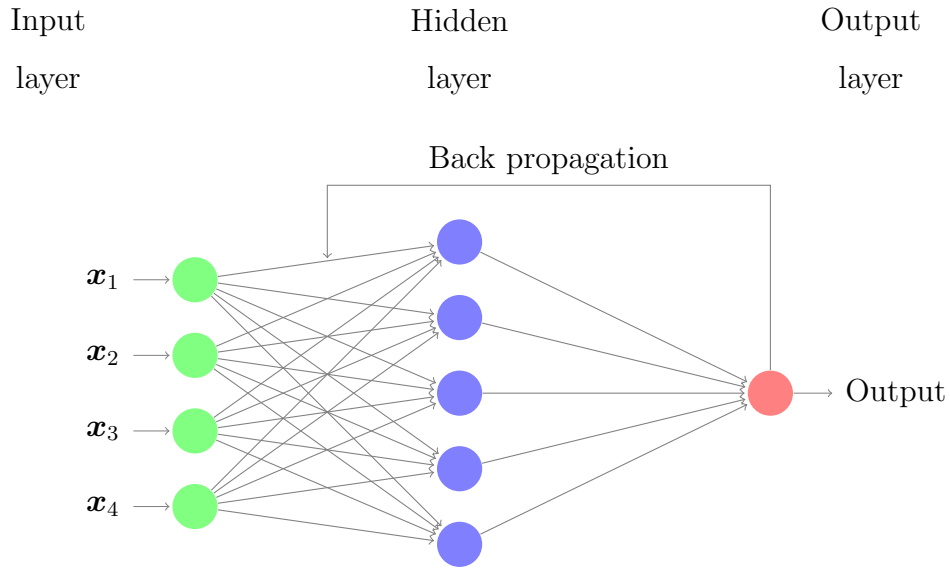 Input Hidden Output
layer layer layer
Back propagation
x₁
x₂
x₃
x₄
Output